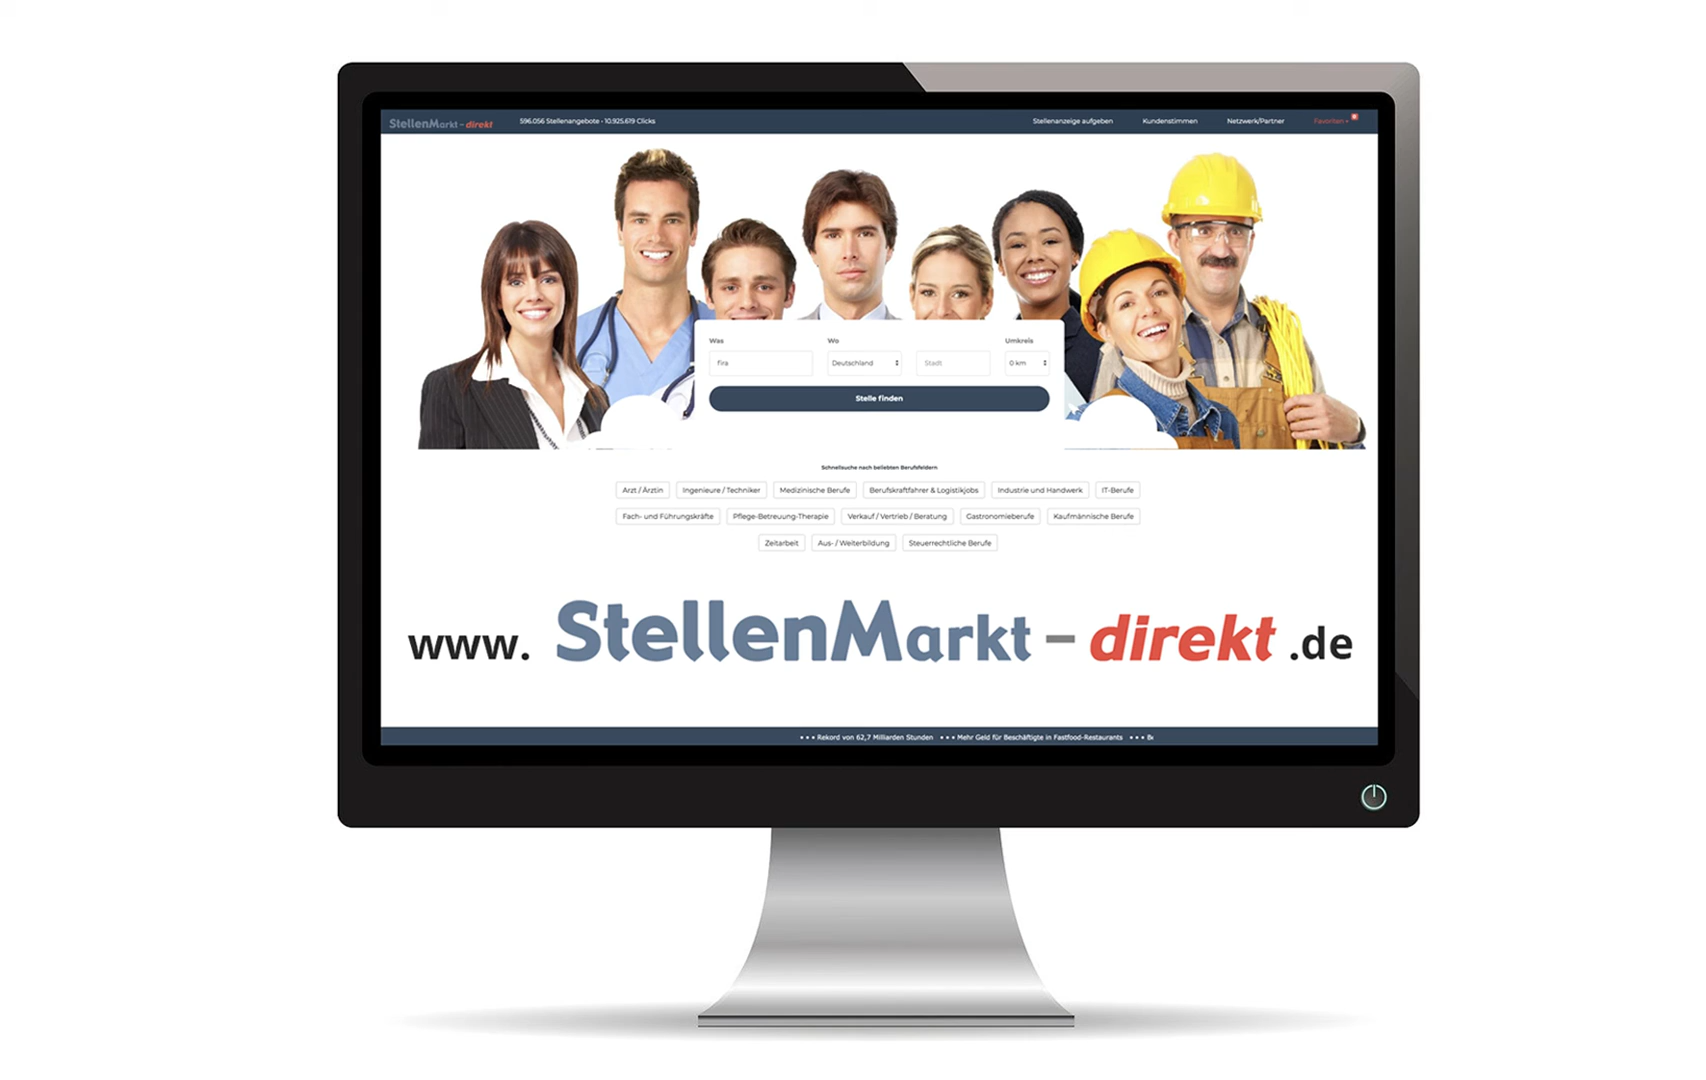 StellenMarkt - direkt 596.056 Stellenangebote - 10.925.619 Clicks Stellenanzeige aufgeben Kundenstimmen Netzwerk/Partner Favoriten »
Was Wo Umkreis
fira Deutschland Stadt 0 km
Stelle finden
Schnellsuche nach beliebten Berufsfeldern
Arzt / Ärztin Ingenieure / Techniker Medizinische Berufe Berufskraftfahrer & Logistikjobs Industrie und Handwerk IT-Berufe
Fach- und Führungskräfte Pflege-Betreuung-Therapie Verkauf / Vertrieb / Beratung Gastronomieberufe Kaufmännische Berufe
Zeitarbeit Aus- / Weiterbildung Steuerrechtliche Berufe
www. StellenMarkt - direkt .de
• • • Rekord von 62,7 Milliarden Stunden • • • Mehr Geld für Beschäftigte in Fastfood-Restaurants • • •